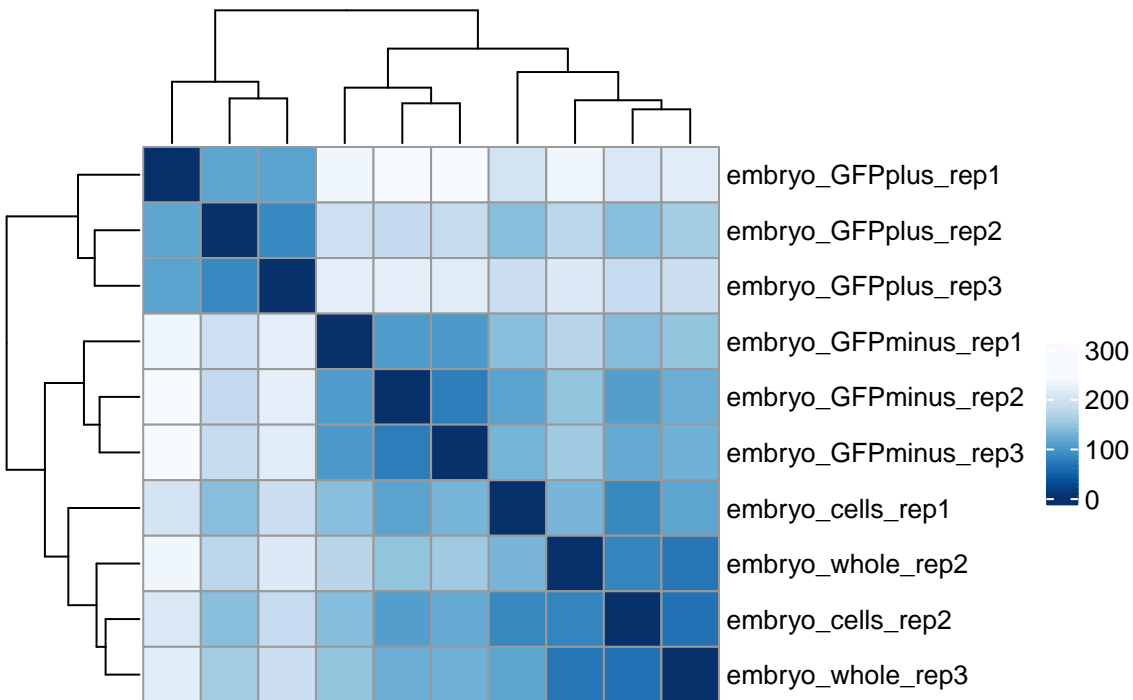 embryo_GFPplus_rep1
embryo_GFPplus_rep2
embryo_GFPplus_rep3
embryo_GFPminus_rep1
embryo_GFPminus_rep2
embryo_GFPminus_rep3
embryo_cells_rep1
embryo_whole_rep2
embryo_cells_rep2
embryo_whole_rep3
300
200
100
0